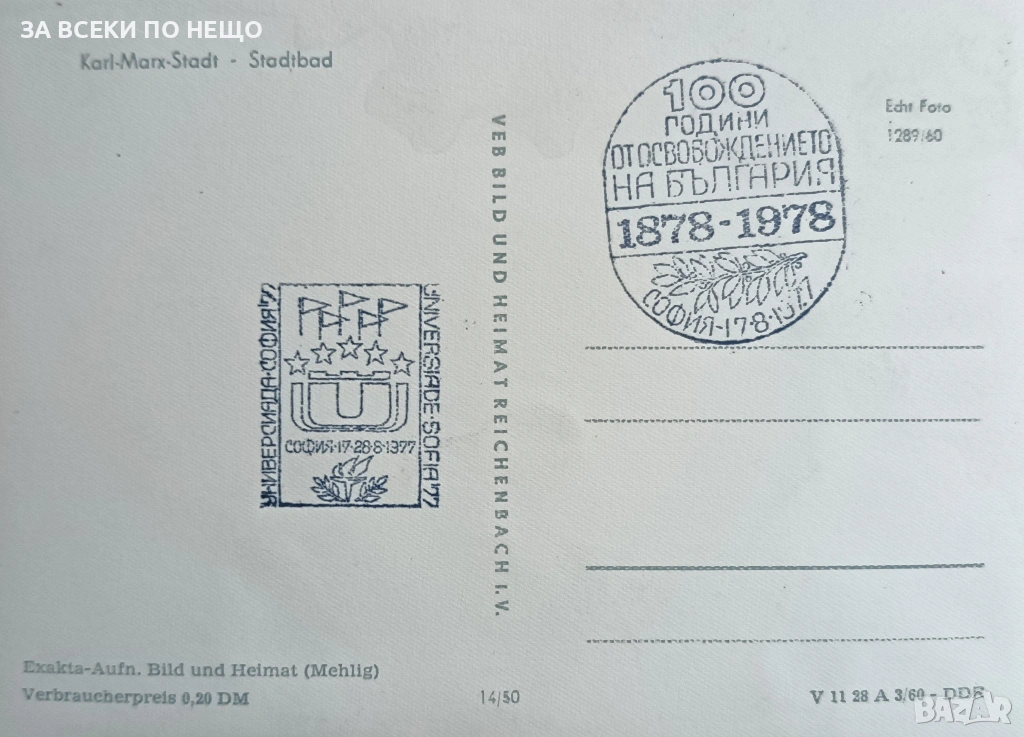 ЗА ВСЕКИ ПО НЕЩО
Karl-Marx-Stadt - Stadtbad
УНИВЕРСИАДА·СОФИЯ'77
UNIVERSIADE·SOFIA'77
СОФИЯ·17-28·8·1977
VEB BILD UND HEIMAT REICHENBACH I. V.
100
ГОДИНИ
ОТ ОСВОБОЖДЕНИЕТО
НА БЪЛГАРИЯ
1878-1978
СОФИЯ·17·8·1977
Echt Foto
1289/60
Exakta-Aufn. Bild und Heimat (Mehlig)
Verbraucherpreis 0,20 DM
14/50
V 11 28 A 3/60 - DDR
BAZAR